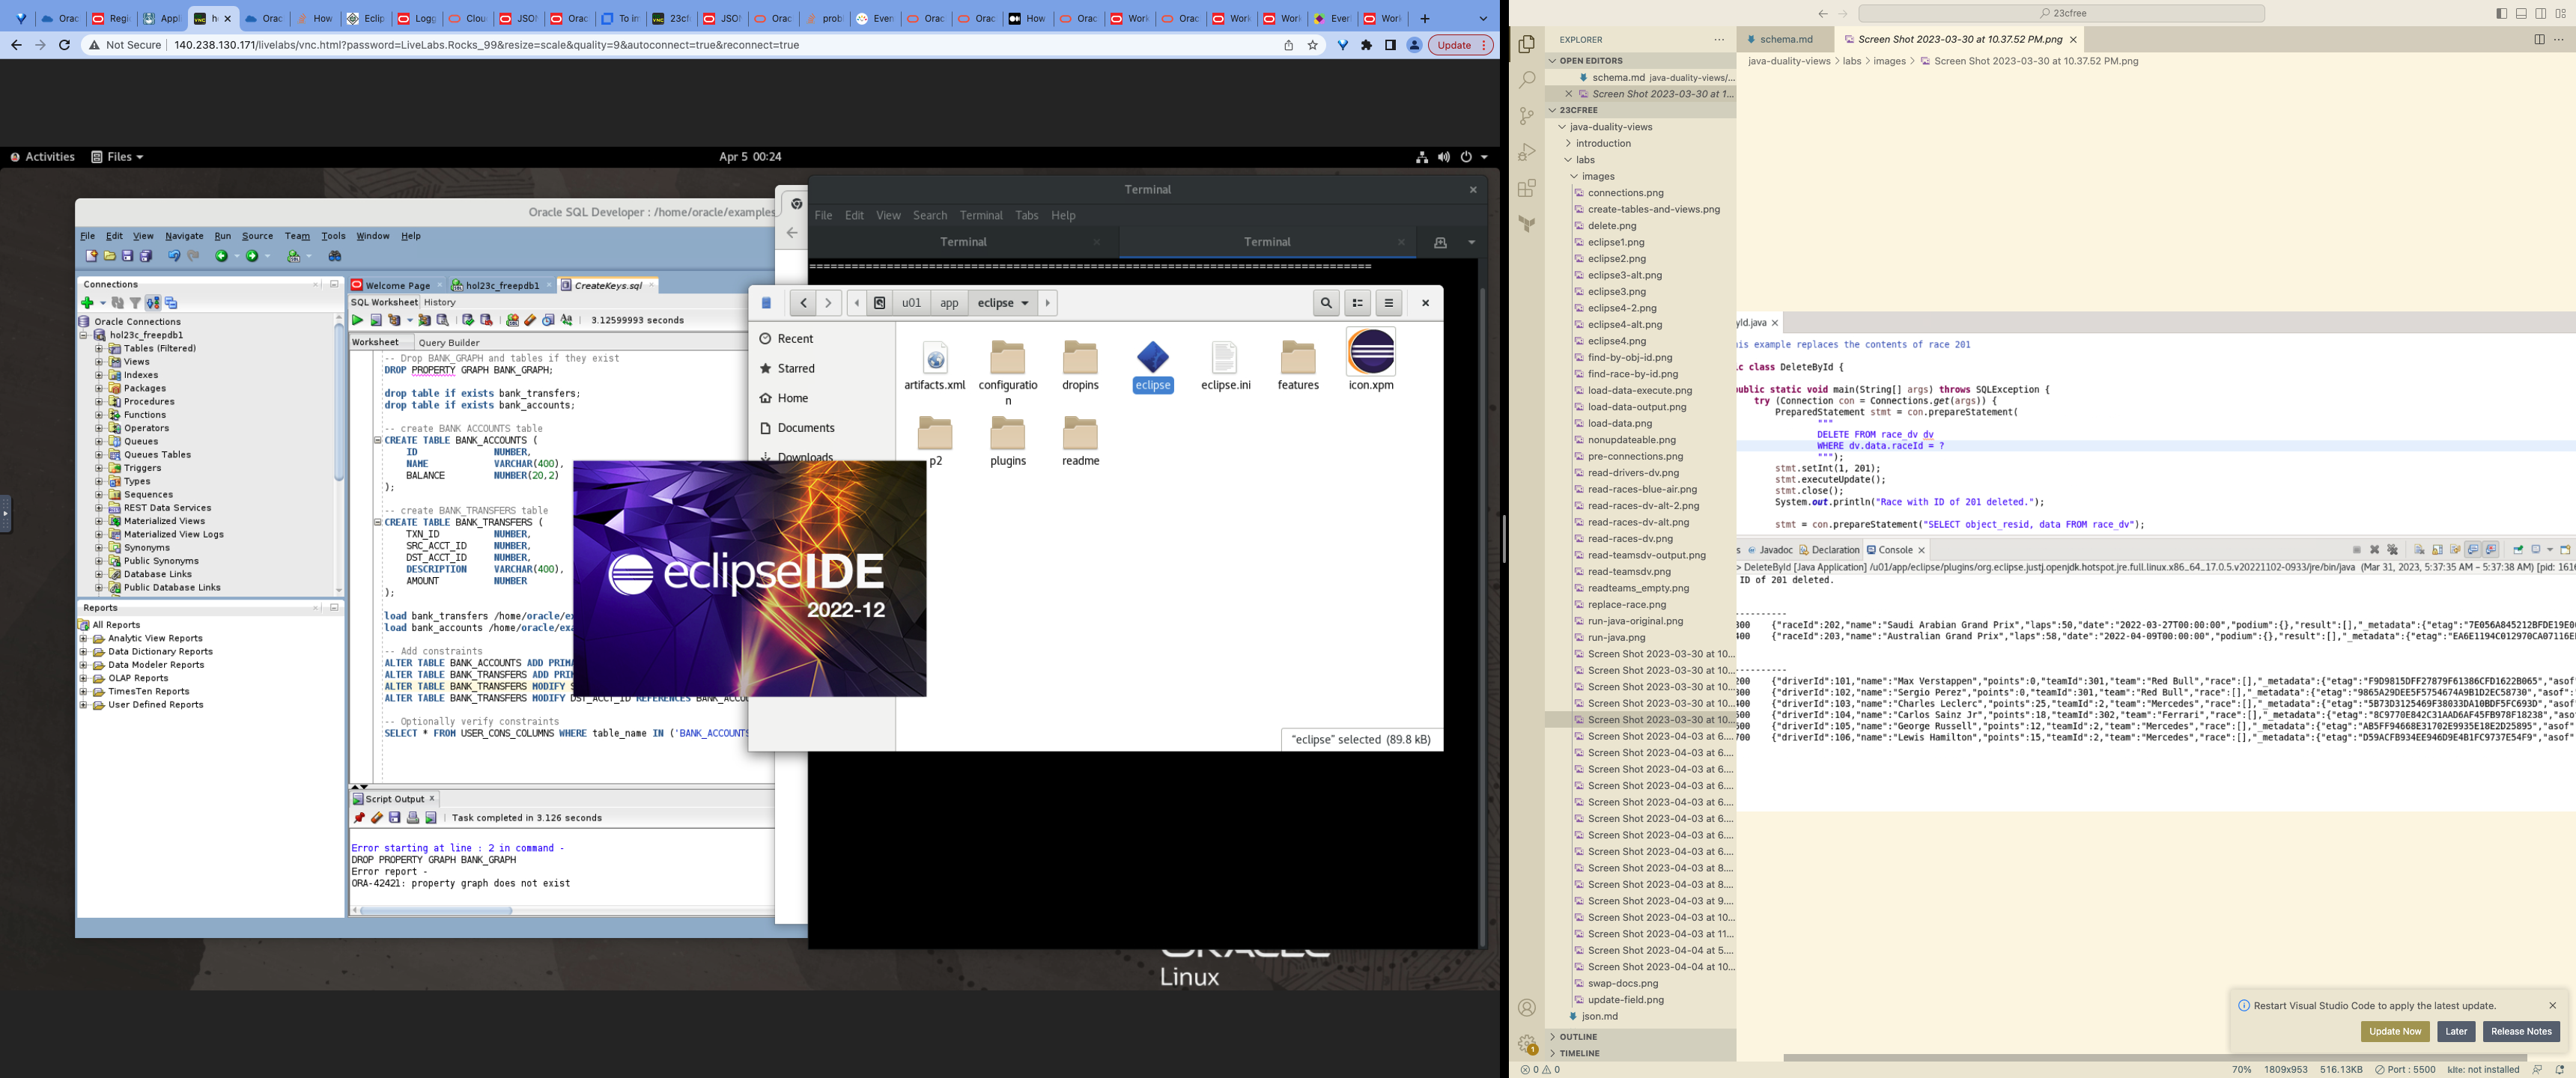 Orac
Regi
Appl
h
Orac
How
Eclip
Logg
Clou
JSON
Orac
To im
23cf
JSON
Orac
probl
Even
Orac
Orac
How
Orac
Work
Orac
Work
Work
Ever
Work
Not Secure
140.238.130.171/livelabs/vnc.html?password=LiveLabs.Rocks_99&resize=scale&quality=9&autoconnect=true&reconnect=true
Update
Activities Files
Apr 5 00:24
Oracle SQL Developer : /home/oracle/examples
File Edit View Navigate Run Source Team Tools Window Help
Connections
Oracle Connections
hol23c_freepdb1
Tables (Filtered)
Views
Indexes
Packages
Procedures
Functions
Operators
Queues
Queues Tables
Triggers
Types
Sequences
REST Data Services
Materialized Views
Materialized View Logs
Synonyms
Public Synonyms
Database Links
Public Database Links
Reports
All Reports
Analytic View Reports
Data Dictionary Reports
Data Modeler Reports
OLAP Reports
TimesTen Reports
User Defined Reports
Welcome Page hol23c_freepdb1 CreateKeys.sql
SQL Worksheet History
3.12599993 seconds
Worksheet Query Builder
-- Drop BANK_GRAPH and tables if they exist
DROP PROPERTY GRAPH BANK_GRAPH;
drop table if exists bank_transfers;
drop table if exists bank_accounts;
-- create BANK ACCOUNTS table
CREATE TABLE BANK_ACCOUNTS (
ID NUMBER,
NAME VARCHAR(400),
BALANCE NUMBER(20,2)
);
-- create BANK_TRANSFERS table
CREATE TABLE BANK_TRANSFERS (
TXN_ID NUMBER,
SRC_ACCT_ID NUMBER,
DST_ACCT_ID NUMBER,
DESCRIPTION VARCHAR(400),
AMOUNT NUMBER
);
load bank_transfers /home/oracle/ex
load bank_accounts /home/oracle/exa
-- Add constraints
ALTER TABLE BANK_ACCOUNTS ADD PRIM
ALTER TABLE BANK_TRANSFERS ADD PRI
ALTER TABLE BANK_TRANSFERS MODIFY S
ALTER TABLE BANK_TRANSFERS MODIFY DST_ACCT_ID REFERENCES BANK_ACCOU
-- Optionally verify constraints
SELECT * FROM USER_CONS_COLUMNS WHERE table_name IN ('BANK_ACCOUNTS
Script Output
Task completed in 3.126 seconds
Error starting at line : 2 in command -
DROP PROPERTY GRAPH BANK_GRAPH
Error report -
ORA-42421: property graph does not exist
Terminal
File Edit View Search Terminal Tabs Help
Terminal Terminal
u01 app eclipse
Recent
Starred
Home
Documents
Downloads
artifacts.xml
configuratio
n
dropins
eclipse
eclipse.ini
features
icon.xpm
p2
plugins
readme
eclipse IDE
2022-12
"eclipse" selected (89.8 kB)
Linux
23cfree
EXPLORER
OPEN EDITORS
schema.md java-duality-views/...
Screen Shot 2023-03-30 at 1...
23CFREE
java-duality-views
introduction
labs
images
connections.png
create-tables-and-views.png
delete.png
eclipse1.png
eclipse2.png
eclipse3-alt.png
eclipse3.png
eclipse4-2.png
eclipse4-alt.png
eclipse4.png
find-by-obj-id.png
find-race-by-id.png
load-data-execute.png
load-data-output.png
load-data.png
nonupdateable.png
pre-connections.png
read-drivers-dv.png
read-races-blue-air.png
read-races-dv-alt-2.png
read-races-dv-alt.png
read-races-dv.png
read-teamsdv-output.png
read-teamsdv.png
readteams_empty.png
replace-race.png
run-java-original.png
run-java.png
Screen Shot 2023-03-30 at 10...
Screen Shot 2023-03-30 at 10...
Screen Shot 2023-03-30 at 10...
Screen Shot 2023-03-30 at 10...
Screen Shot 2023-03-30 at 10...
Screen Shot 2023-04-03 at 6....
Screen Shot 2023-04-03 at 6....
Screen Shot 2023-04-03 at 6....
Screen Shot 2023-04-03 at 6....
Screen Shot 2023-04-03 at 6....
Screen Shot 2023-04-03 at 6....
Screen Shot 2023-04-03 at 6....
Screen Shot 2023-04-03 at 6....
Screen Shot 2023-04-03 at 8....
Screen Shot 2023-04-03 at 8....
Screen Shot 2023-04-03 at 9....
Screen Shot 2023-04-03 at 10...
Screen Shot 2023-04-03 at 11...
Screen Shot 2023-04-04 at 5....
Screen Shot 2023-04-04 at 10...
swap-docs.png
update-field.png
json.md
OUTLINE
TIMELINE
schema.md Screen Shot 2023-03-30 at 10.37.52 PM.png
java-duality-views > labs > images > Screen Shot 2023-03-30 at 10.37.52 PM.png
yId.java
is example replaces the contents of race 201
c class DeleteById {
ublic static void main(String[] args) throws SQLException {
try (Connection con = Connections.get(args)) {
PreparedStatement stmt = con.prepareStatement(
"""
DELETE FROM race_dv dv
WHERE dv.data.raceId = ?
""");
stmt.setInt(1, 201);
stmt.executeUpdate();
stmt.close();
System.out.println("Race with ID of 201 deleted.");
stmt = con.prepareStatement("SELECT object_resid, data FROM race_dv");
s Javadoc Declaration Console
> DeleteById [Java Application] /u01/app/eclipse/plugins/org.eclipse.justj.openjdk.hotspot.jre.full.linux.x86_64_17.0.5.v20221102-0933/jre/bin/java (Mar 31, 2023, 5:37:35 AM – 5:37:38 AM) [pid: 161
ID of 201 deleted.
-----------
300 {"raceId":202,"name":"Saudi Arabian Grand Prix","laps":50,"date":"2022-03-27T00:00:00","podium":{},"result":[],"_metadata":{"etag":"7E056A845212BFDE19E0
400 {"raceId":203,"name":"Australian Grand Prix","laps":58,"date":"2022-04-09T00:00:00","podium":{},"result":[],"_metadata":{"etag":"EA6E1194C012970CA07116E
-----------
200 {"driverId":101,"name":"Max Verstappen","points":0,"teamId":301,"team":"Red Bull","race":[],"_metadata":{"etag":"F9D9815DFF27879F61386CFD1622B065","asof
300 {"driverId":102,"name":"Sergio Perez","points":0,"teamId":301,"team":"Red Bull","race":[],"_metadata":{"etag":"9865A29DEE5F5754674A9B1D2EC58730","asof":
400 {"driverId":103,"name":"Charles Leclerc","points":25,"teamId":2,"team":"Mercedes","race":[],"_metadata":{"etag":"5B73D3125469F38033DA10BDF5FC693D","asof
500 {"driverId":104,"name":"Carlos Sainz Jr","points":18,"teamId":302,"team":"Ferrari","race":[],"_metadata":{"etag":"8C9770E842C31AAD6AF45FB978F18238","aso
600 {"driverId":105,"name":"George Russell","points":12,"teamId":2,"team":"Mercedes","race":[],"_metadata":{"etag":"AB5FF94668E31702E9935E18E2D25895","asof"
700 {"driverId":106,"name":"Lewis Hamilton","points":15,"teamId":2,"team":"Mercedes","race":[],"_metadata":{"etag":"D59ACFB934EE946D9E4B1FC9737E54F9","asof"
Restart Visual Studio Code to apply the latest update.
Update Now Later Release Notes
0 0
70% 1809x953 516.13KB Port : 5500 kite: not installed